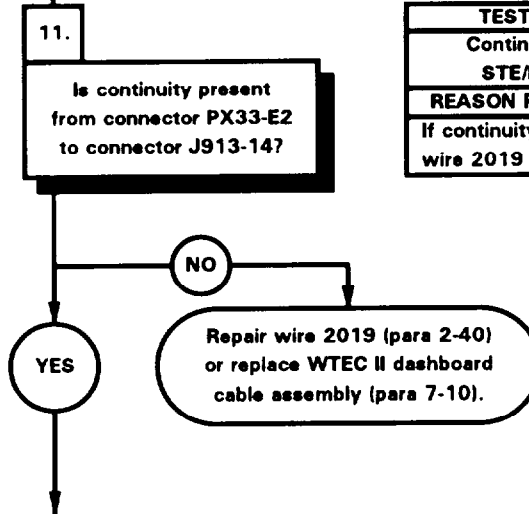 11.
Is continuity present
from connector PX33-E2
to connector J913-14?
TEST
Contin
STE/
REASON
If continuity
wire 2019
NO
YES
Repair wire 2019 (para 2-40)
or replace WTEC II dashboard
cable assembly (para 7-10).